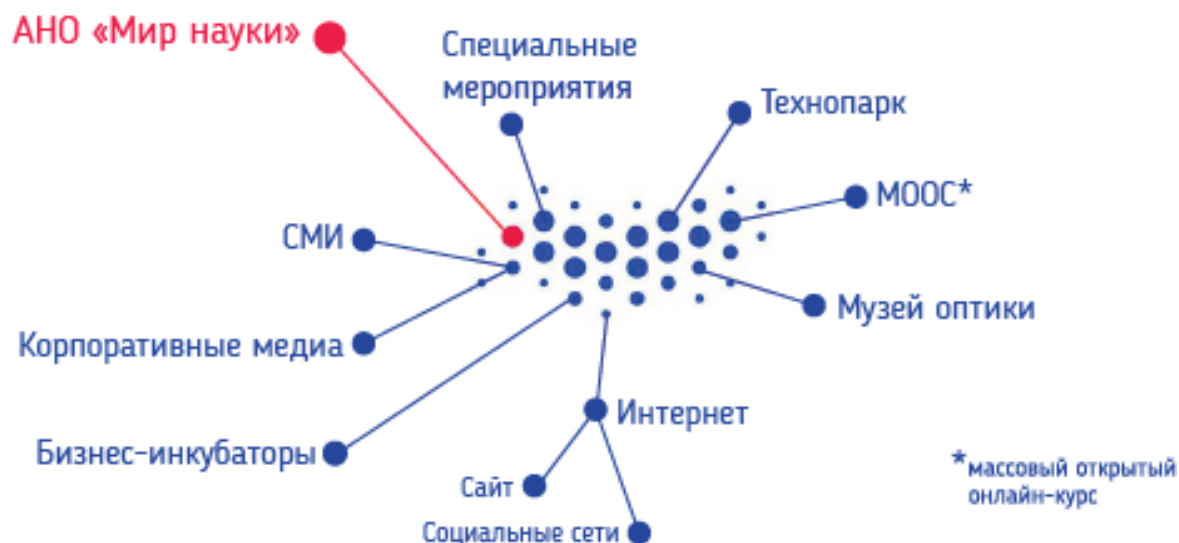 АНО «Мир науки»
Специальные
мероприятия
Технопарк
МООС*
СМИ
Музей оптики
Корпоративные медиа
Интернет
Бизнес-инкубаторы
*массовый открытый
онлайн-курс
Сайт
Социальные сети